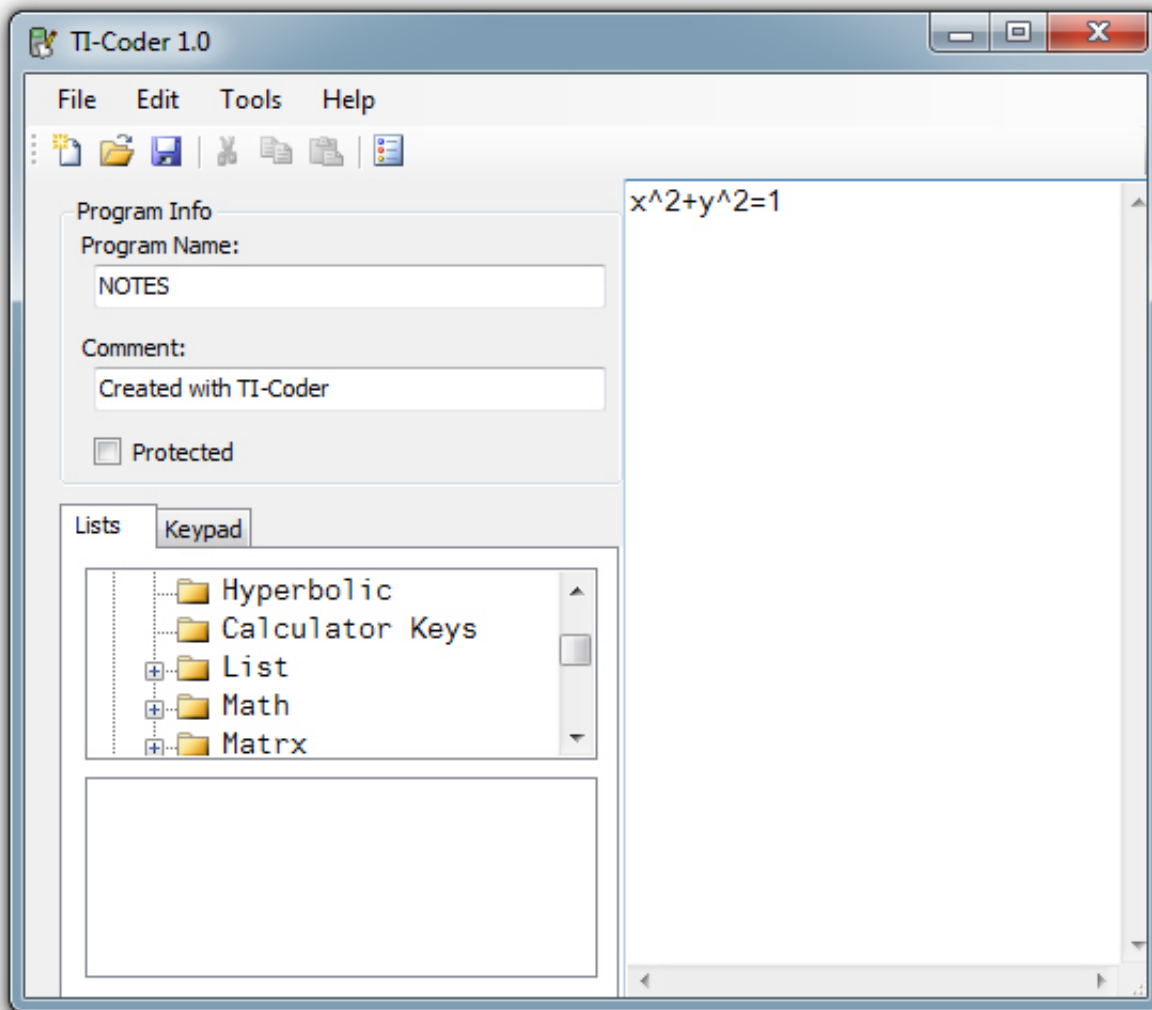 TI-Coder 1.0
File Edit Tools Help
Program Info
Program Name:
NOTES
Comment:
Created with TI-Coder
Protected
Lists Keypad
Hyperbolic
Calculator Keys
List
Math
Matrx
x^2+y^2=1